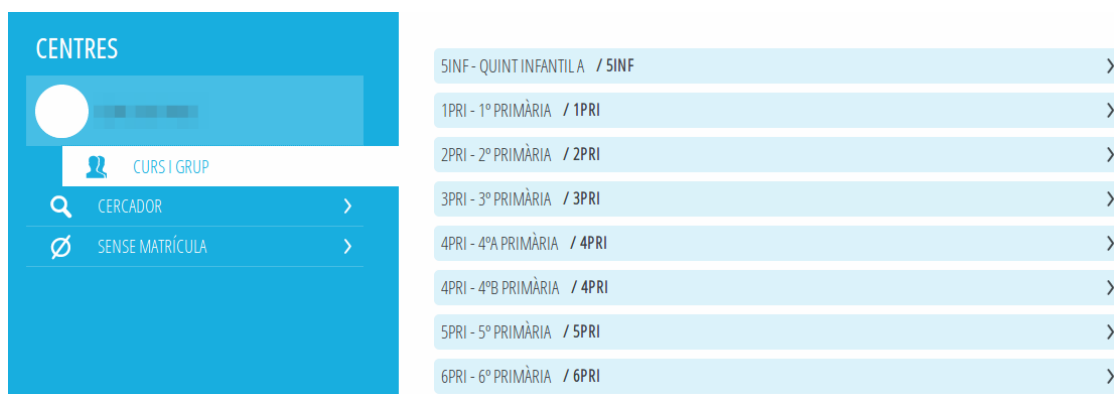 CENTRES
CURS I GRUP
CERCADOR
SENSE MATRÍCULA
5INF - QUINT INFANTIL A / 5INF
1PRI - 1º PRIMÀRIA / 1PRI
2PRI - 2º PRIMÀRIA / 2PRI
3PRI - 3º PRIMÀRIA / 3PRI
4PRI - 4ºA PRIMÀRIA / 4PRI
4PRI - 4ºB PRIMÀRIA / 4PRI
5PRI - 5º PRIMÀRIA / 5PRI
6PRI - 6º PRIMÀRIA / 6PRI